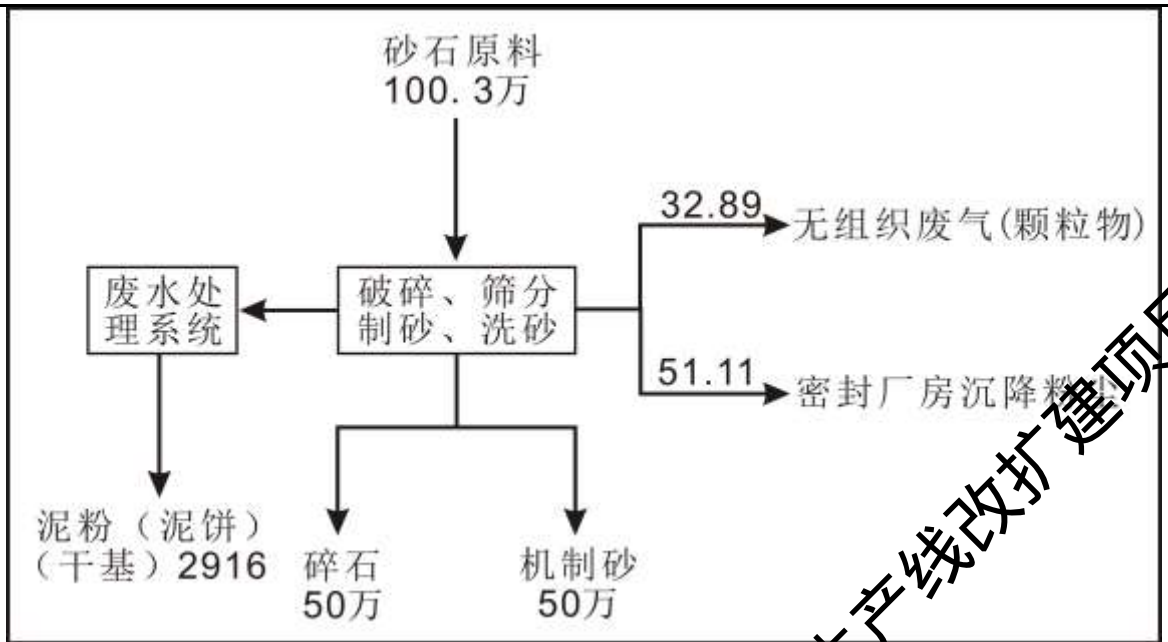 砂石原料
100.3万
32.89
无组织废气(颗粒物)
废水处
理系统
破碎、筛分
制砂、洗砂
51.11
密封厂房沉降粉尘
泥粉（泥饼）
（干基）2916
碎石
50万
机制砂
50万
产线改扩建项目